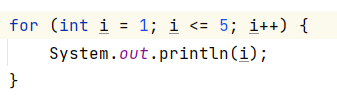 for (int i = 1; i <= 5; i++) {
    System.out.println(i);
}